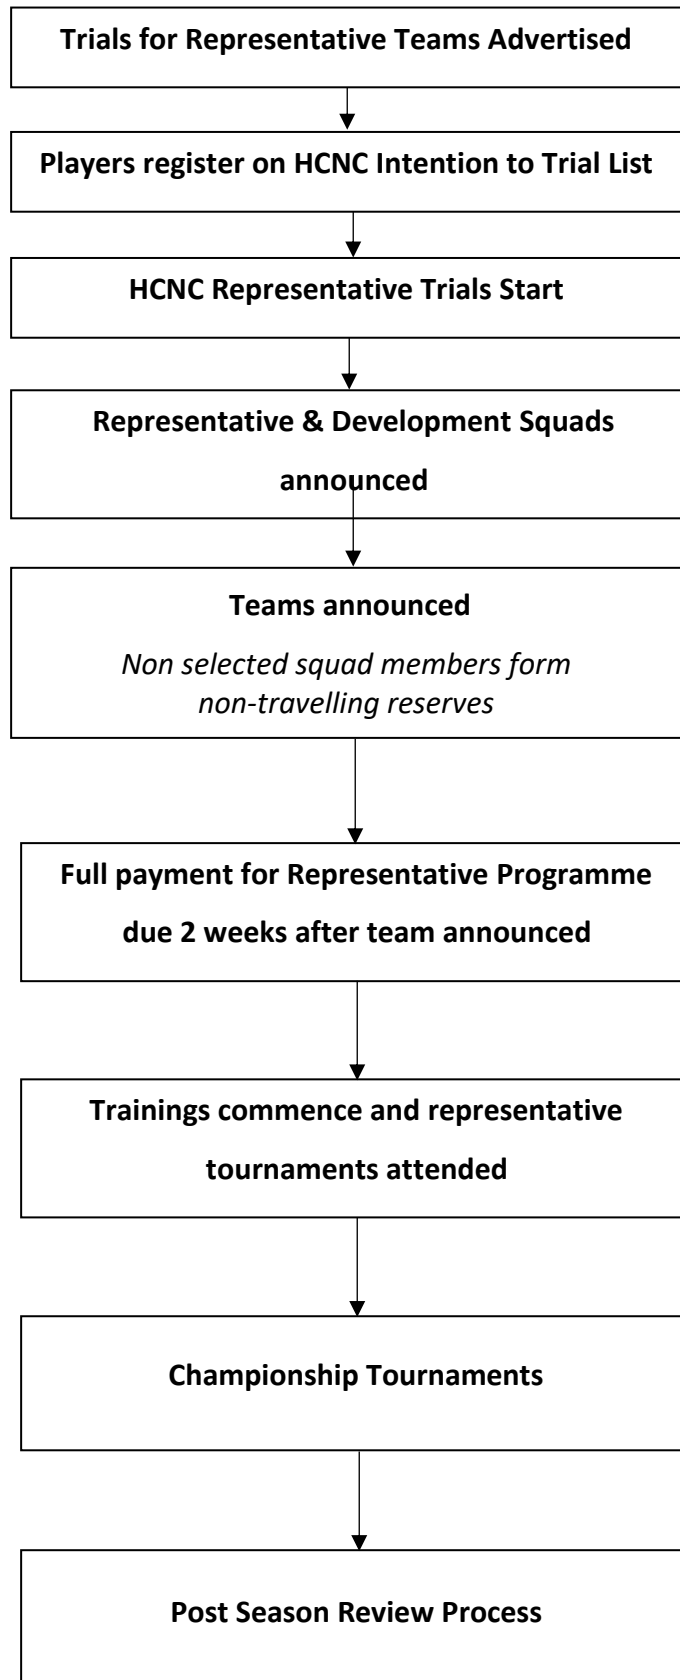 Trials for Representative Teams Advertised
Players register on HCNC Intention to Trial List
HCNC Representative Trials Start
Representative & Development Squads
announced
Teams announced
Non selected squad members form
non-travelling reserves
Full payment for Representative Programme
due 2 weeks after team announced
Trainings commence and representative
tournaments attended
Championship Tournaments
Post Season Review Process